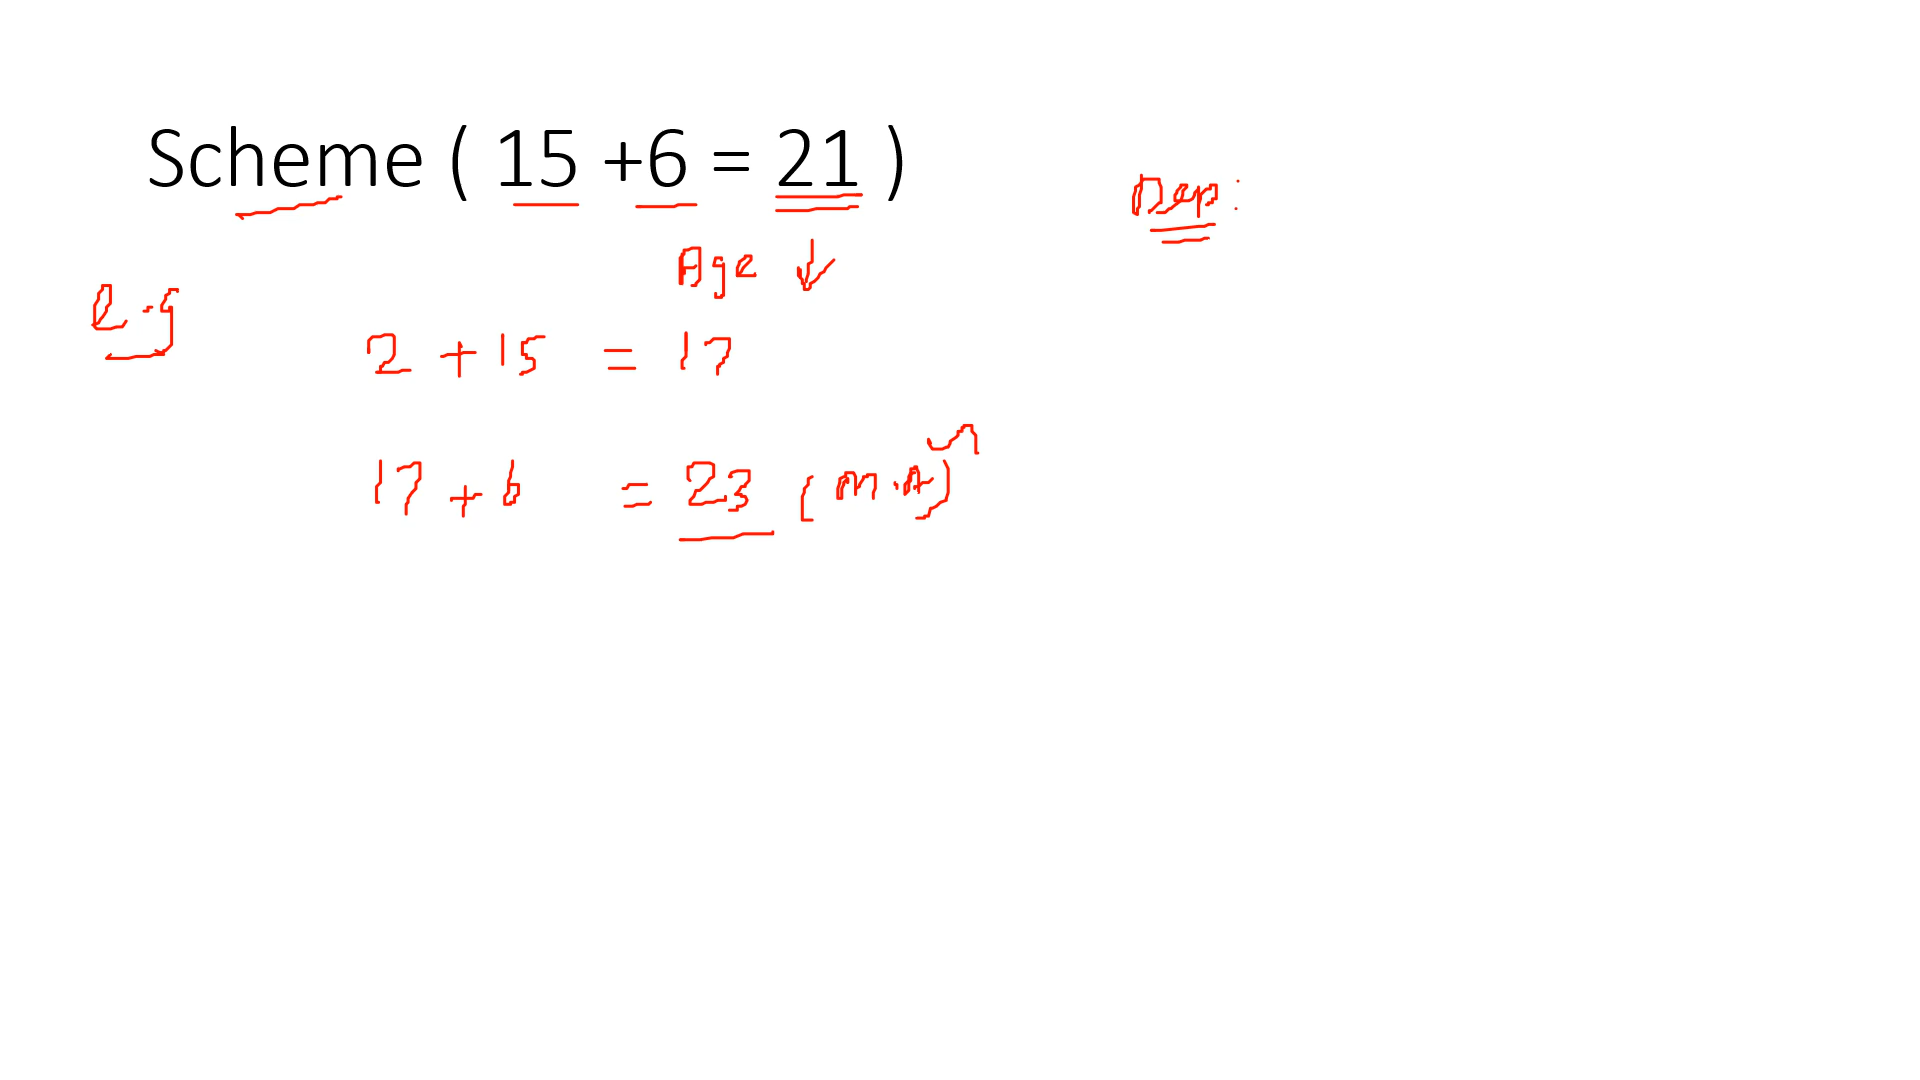 Scheme ( 15 +6 = 21 )
Dep:
Age ↓
e.g
2 + 15 = 17
17 + 6 = 23 (M.A)